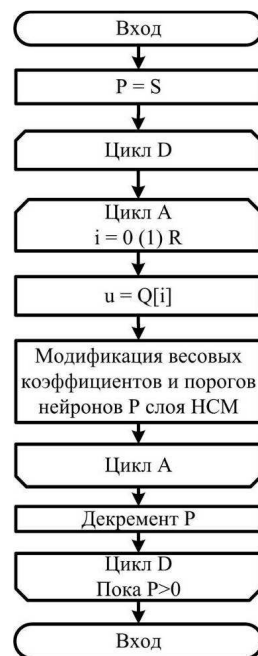 Вход
P = S
Цикл D
Цикл A
i = 0 (1) R
u = Q[i]
Модификация весовых
коэффициентов и порогов
нейронов P слоя НСМ
Цикл A
Декремент P
Цикл D
Пока P>0
Вход